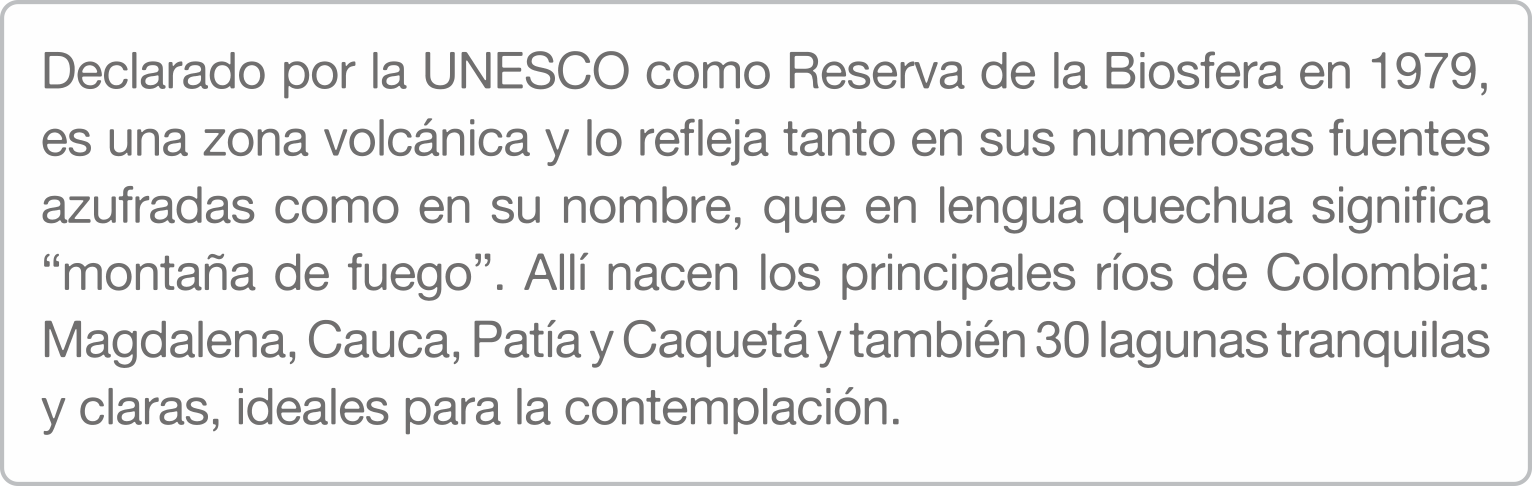 Declarado por la UNESCO como Reserva de la Biosfera en 1979,
es una zona volcánica y lo refleja tanto en sus numerosas fuentes
azufradas como en su nombre, que en lengua quechua significa
“montaña de fuego”. Allí nacen los principales ríos de Colombia:
Magdalena, Cauca, Patía y Caquetá y también 30 lagunas tranquilas
y claras, ideales para la contemplación.